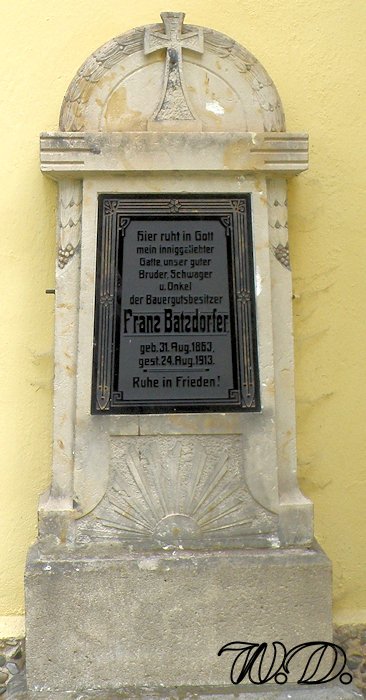 Hier ruht in Gott
mein inniggeliebter
Gatte, unser guter
Bruder, Schwager
u. Onkel
der Bauergutsbesitzer
Franz Batzdorfer
geb. 31. Aug. 1863,
gest. 24. Aug. 1913.
Ruhe in Frieden!
W.D.